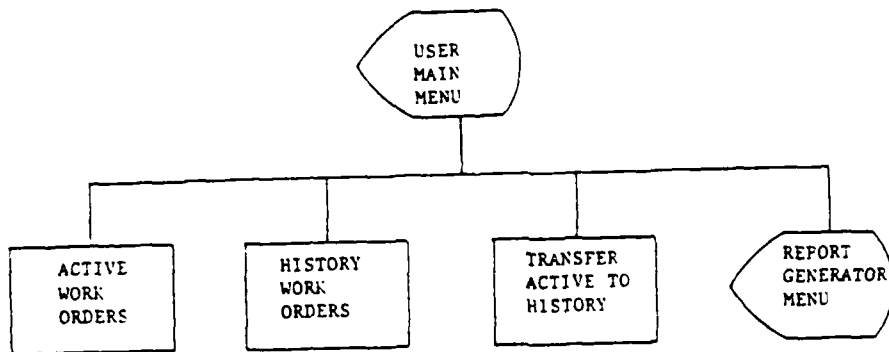 USER
MAIN
MENU
ACTIVE
WORK
ORDERS
HISTORY
WORK
ORDERS
TRANSFER
ACTIVE TO
HISTORY
REPORT
GENERATOR
MENU